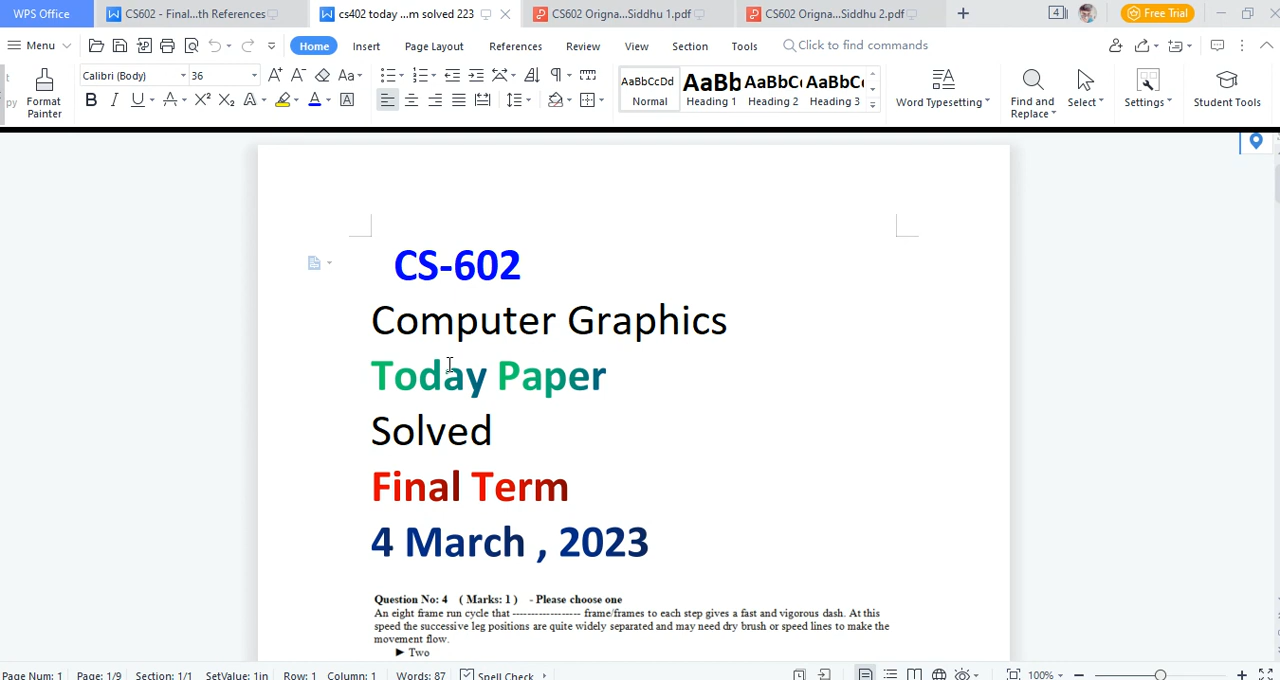 WPS Office CS602 - Final...th References cs402 today ...m solved 223 CS602 Origna...Siddhu 1.pdf CS602 Origna...Siddhu 2.pdf 4 Free Trial
Menu Home Insert Page Layout References Review View Section Tools Click to find commands
Calibri (Body) 36 Aa
Format Painter B I U A X² X₂ A A A
AaBbCcDd AaBb AaBbC AaBbC
Normal Heading 1 Heading 2 Heading 3
Word Typesetting Find and Replace Select Settings Student Tools
CS-602
Computer Graphics
Today Paper
Solved
Final Term
4 March , 2023
Question No: 4 ( Marks: 1 ) - Please choose one
An eight frame run cycle that ------------------ frame/frames to each step gives a fast and vigorous dash. At this
speed the successive leg positions are quite widely separated and may need dry brush or speed lines to make the
movement flow.
► Two
Page Num: 1 Page: 1/9 Section: 1/1 SetValue: 1in Row: 1 Column: 1 Words: 87 Spell Check 100%